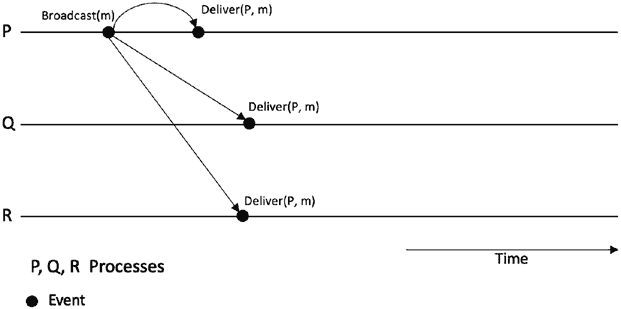 Broadcast(m)
Deliver(P, m)
P
Deliver(P, m)
Q
Deliver(P, m)
R
Time
P, Q, R Processes
Event